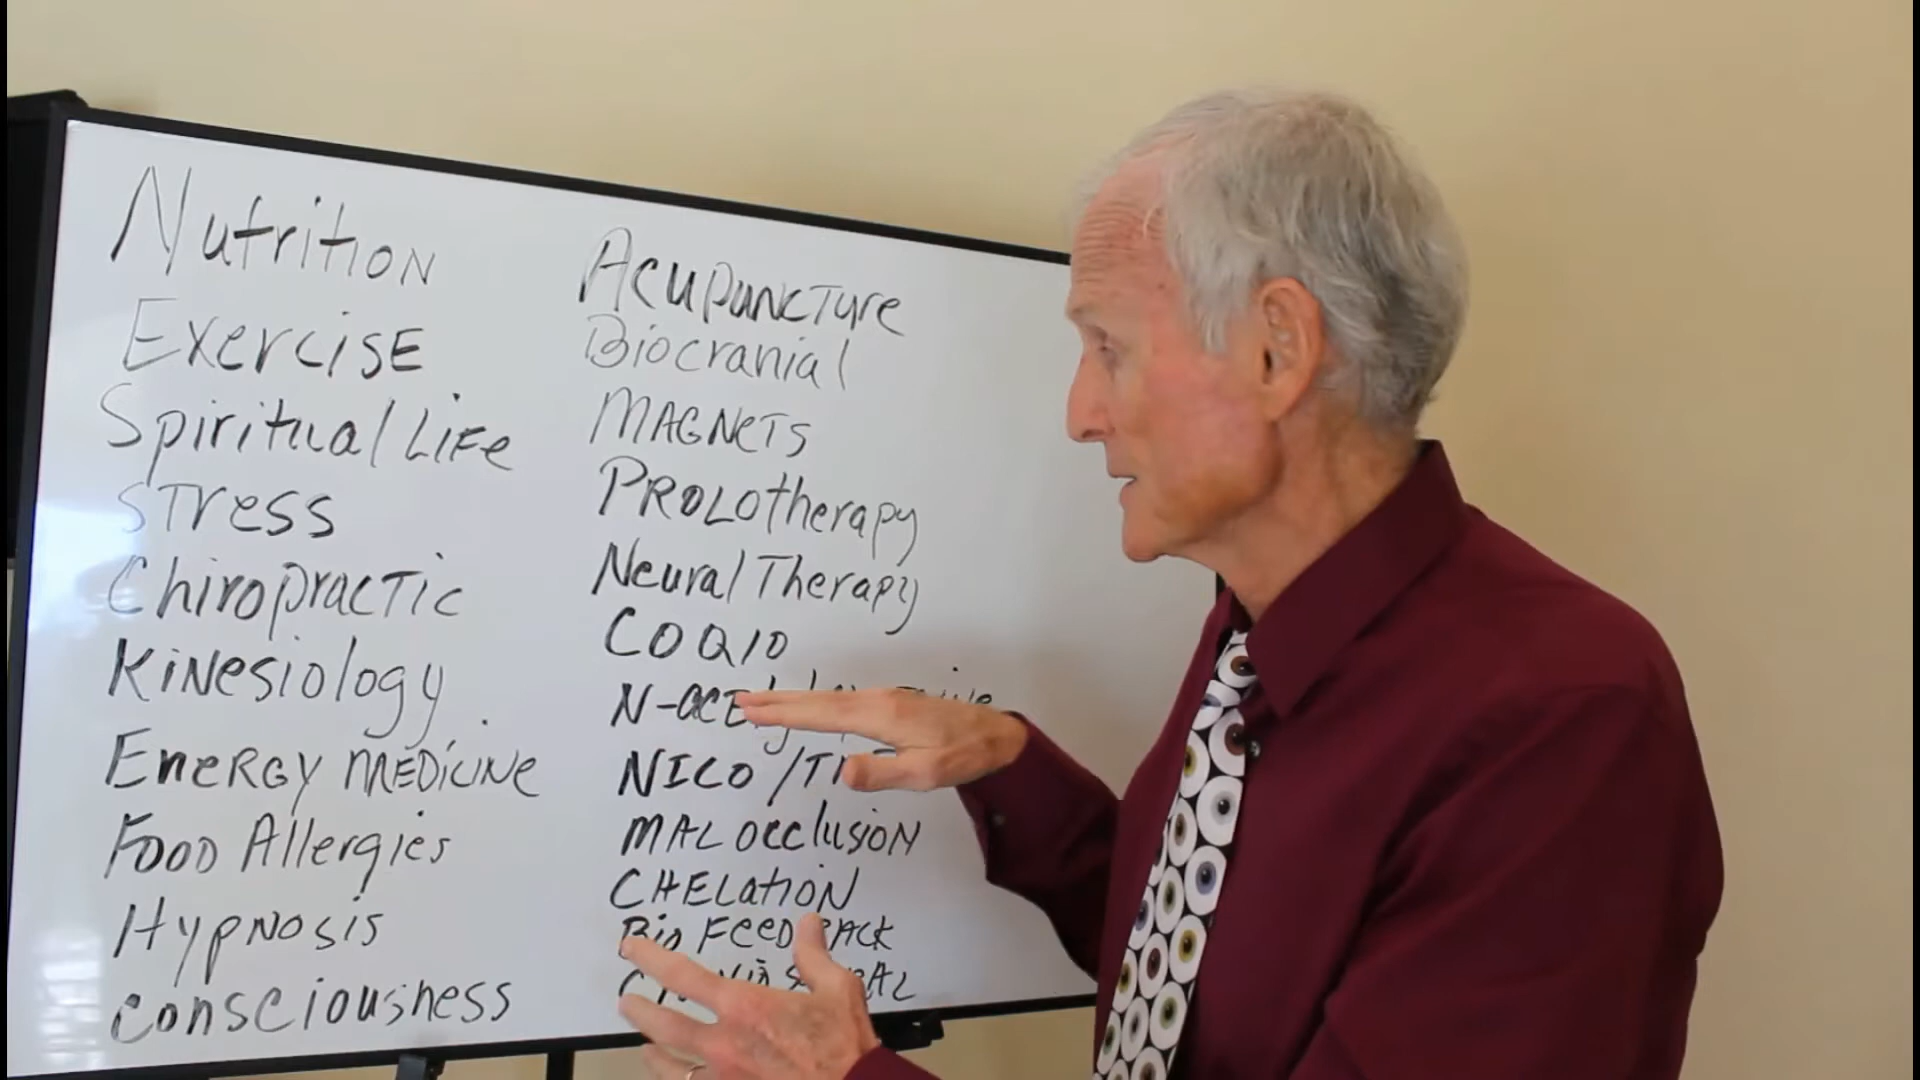 Nutrition
Exercise
Spiritual Life
Stress
Chiropractic
Kinesiology
Energy Medicine
Food Allergies
Hypnosis
Consciousness
Acupuncture
Biocranial
MAGNETS
PROLOtherapy
Neural Therapy
COQ10
NICO
MALOcclusion
CHELation
Bio FEEDBACK